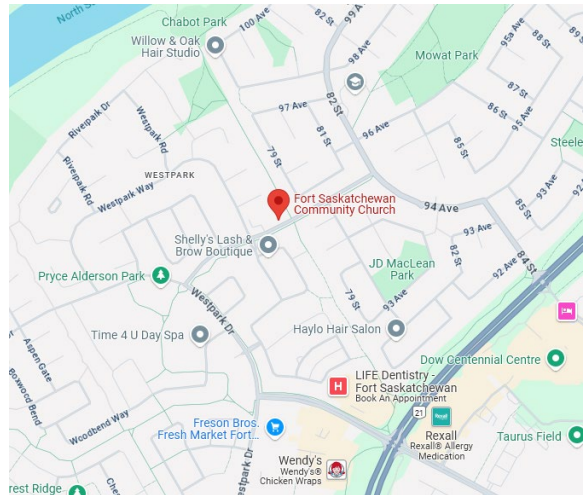 North S
Chabot Park
Willow & Oak
Hair Studio
100 Ave
82 St
99 A
98 Ave
Mowat Park
95a Ave
88 St
87 St
86 St
95 Ave
97 Ave
82 St
81 St
96 Ave
85 St
Steele
Riverpark Dr
Westpark Rd
79 St
Riverpark Rd
WESTPARK
Westpark Way
Fort Saskatchewan
Community Church
94 Ave
85 St
93 Ave
92
Shelly's Lash &
Brow Boutique
93 Ave
82 St
92 Ave
84 St
JD MacLean
Park
Pryce Alderson Park
79 St
93 Ave
Westpark Dr
Time 4 U Day Spa
Haylo Hair Salon
Aspen Gate
Boxwood Bend
Dow Centennial Centre
LIFE Dentistry -
Fort Saskatchewan
Book An Appointment
H
Woodbend Way
21
Rexall
Rexall
Rexall® Allergy
Medication
Freson Bros.
Fresh Market Fort...
Taurus Field
Wendy's
Wendy's®
Chicken Wraps
Westpark Dr
Che
rest Ridge